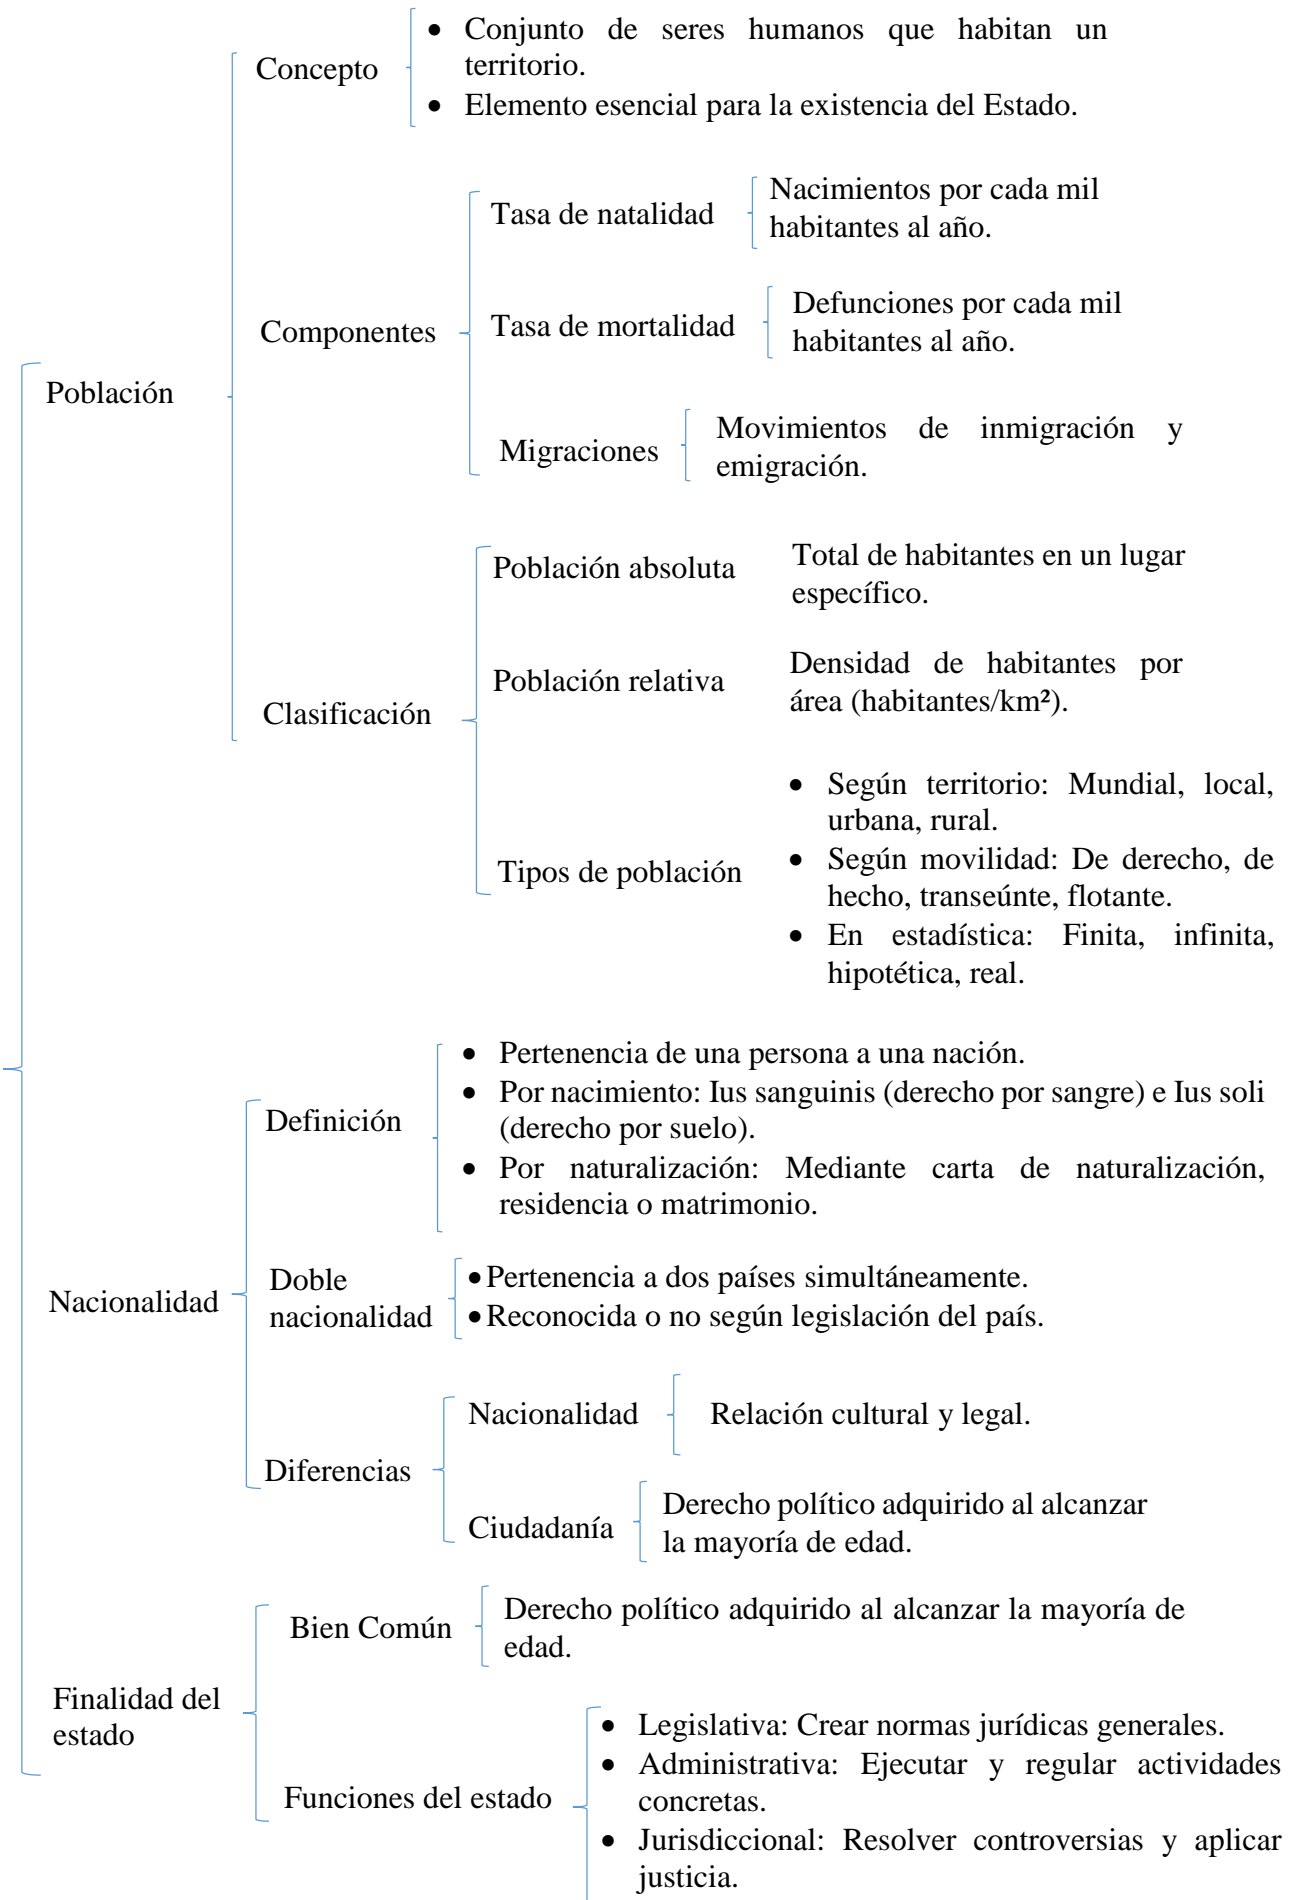 Población
Concepto
• Conjunto de seres humanos que habitan un
territorio.
• Elemento esencial para la existencia del Estado.
Componentes
Tasa de natalidad
Nacimientos por cada mil
habitantes al año.
Tasa de mortalidad
Defunciones por cada mil
habitantes al año.
Migraciones
Movimientos de inmigración y
emigración.
Clasificación
Población absoluta
Total de habitantes en un lugar
específico.
Población relativa
Densidad de habitantes por
área (habitantes/km²).
Tipos de población
• Según territorio: Mundial, local,
urbana, rural.
• Según movilidad: De derecho, de
hecho, transeúnte, flotante.
• En estadística: Finita, infinita,
hipotética, real.
Nacionalidad
Definición
• Pertenencia de una persona a una nación.
• Por nacimiento: Ius sanguinis (derecho por sangre) e Ius soli
(derecho por suelo).
• Por naturalización: Mediante carta de naturalización,
residencia o matrimonio.
Doble
nacionalidad
• Pertenencia a dos países simultáneamente.
• Reconocida o no según legislación del país.
Diferencias
Nacionalidad
Relación cultural y legal.
Ciudadanía
Derecho político adquirido al alcanzar
la mayoría de edad.
Finalidad del
estado
Bien Común
Derecho político adquirido al alcanzar la mayoría de
edad.
Funciones del estado
• Legislativa: Crear normas jurídicas generales.
• Administrativa: Ejecutar y regular actividades
concretas.
• Jurisdiccional: Resolver controversias y aplicar
justicia.